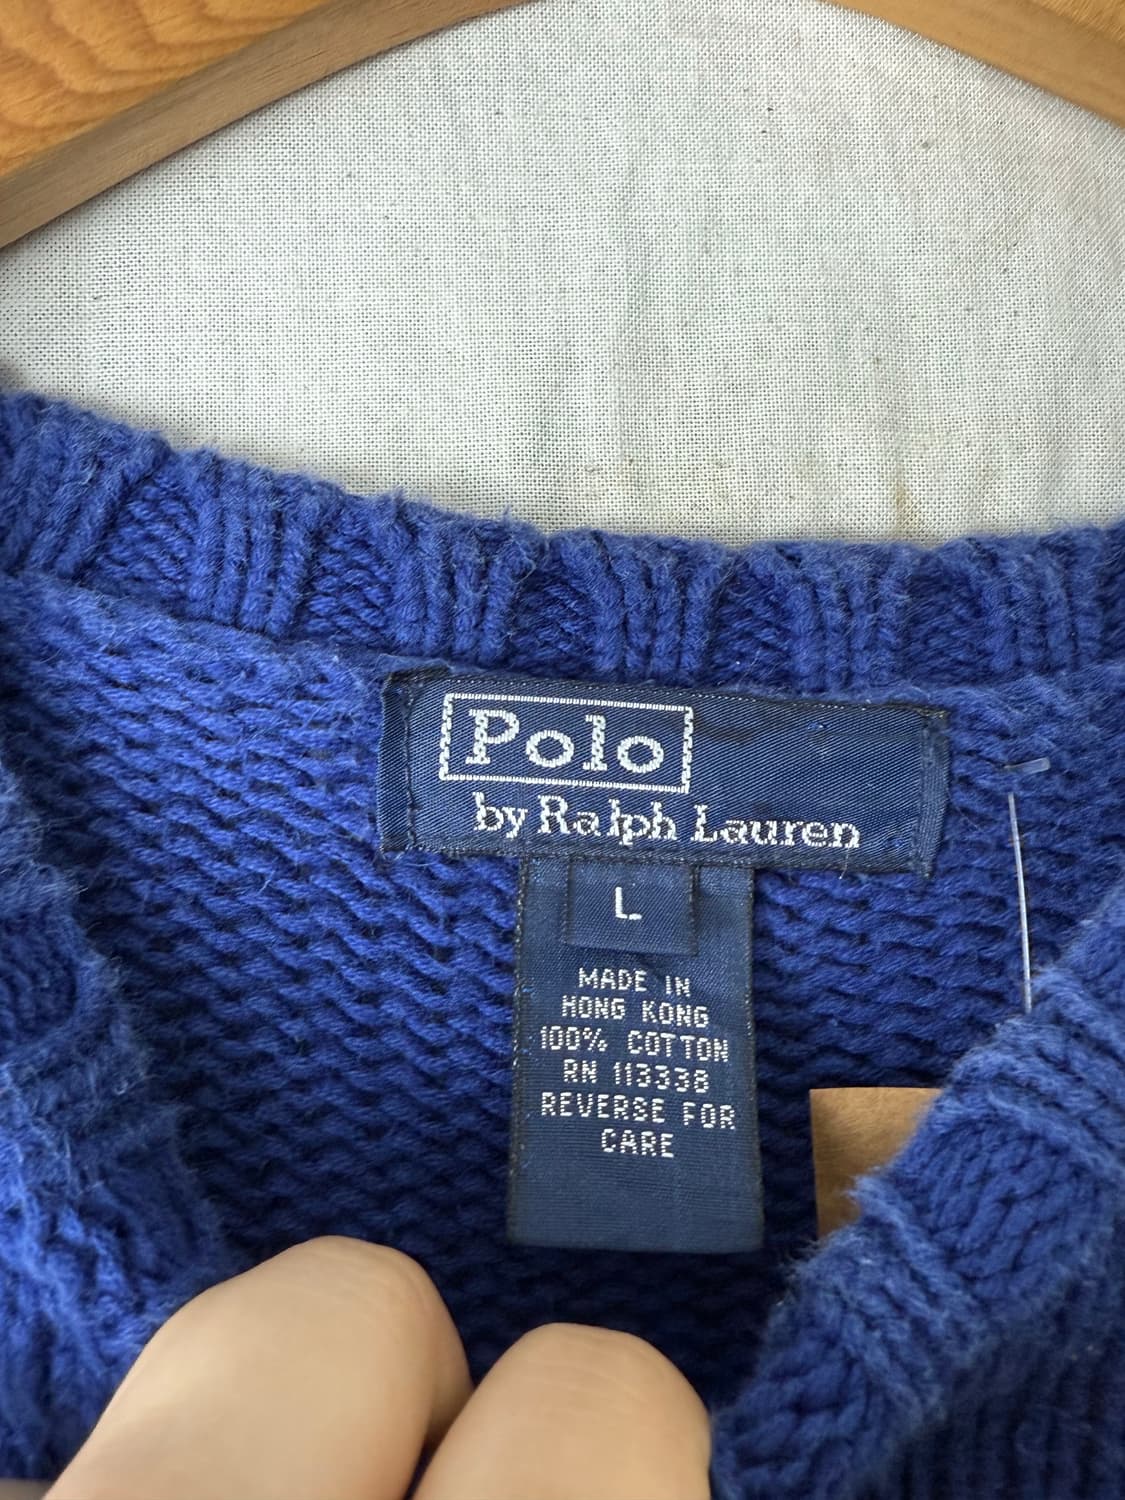 Polo
by Ralph Lauren
L
MADE IN
HONG KONG
100% COTTON
RN 113338
REVERSE FOR
CARE